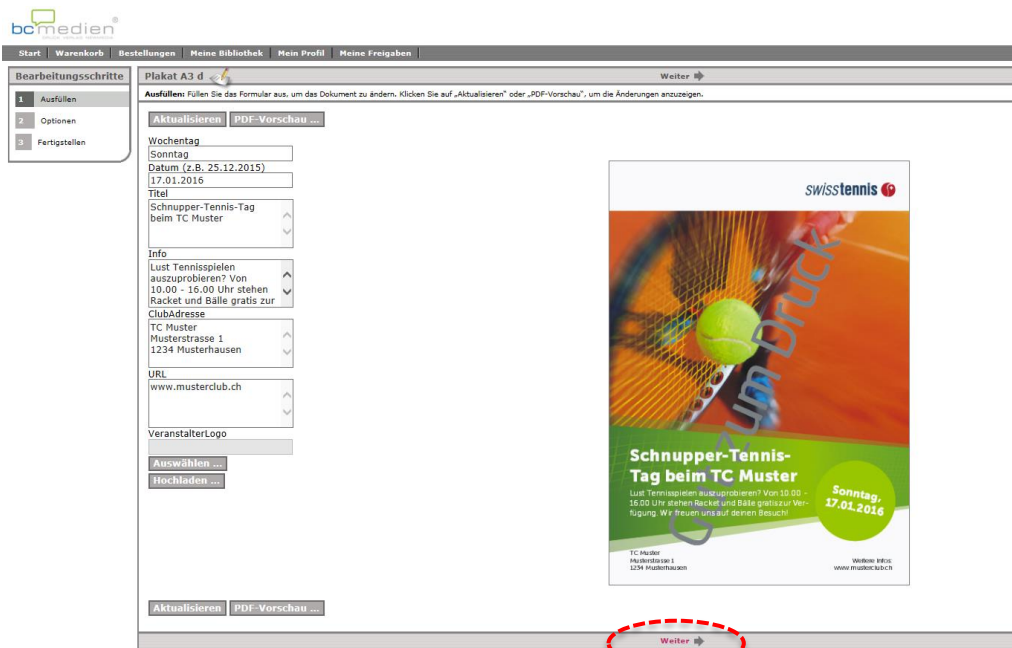 bcmedien®
Start Warenkorb Bestellungen Meine Bibliothek Mein Profil Meine Freigaben
Bearbeitungsschritte
1 Ausfüllen
2 Optionen
3 Fertigstellen
Plakat A3 d
Weiter
Ausfüllen: Füllen Sie das Formular aus, um das Dokument zu ändern. Klicken Sie auf „Aktualisieren" oder „PDF-Vorschau", um die Änderungen anzuzeigen.
Aktualisieren PDF-Vorschau ...
Wochentag
Sonntag
Datum (z.B. 25.12.2015)
17.01.2016
Titel
Schnupper-Tennis-Tag
beim TC Muster
Info
Lust Tennisspielen
auszuprobieren? Von
10.00 - 16.00 Uhr stehen
Racket und Bälle gratis zur
ClubAdresse
TC Muster
Musterstrasse 1
1234 Musterhausen
URL
www.musterclub.ch
VeranstalterLogo
Auswählen ...
Hochladen ...
Aktualisieren PDF-Vorschau ...
swisstennis
Gut zum Druck
Schnupper-Tennis-
Tag beim TC Muster
Lust Tennisspielen auszuprobieren? Von 10.00 -
16.00 Uhr stehen Racket und Bälle gratis zur Ver-
fügung. Wir freuen uns auf deinen Besuch!
Sonntag,
17.01.2016
TC Muster
Musterstrasse 1
1234 Musterhausen
Weitere Infos:
www.musterclub.ch
Weiter